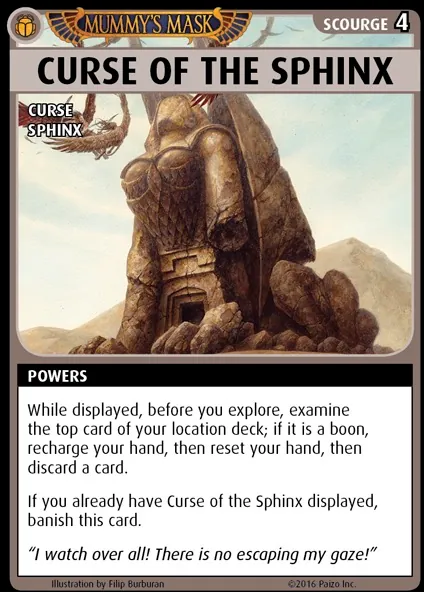 MUMMY'S MASK
SCOURGE 4
CURSE OF THE SPHINX
CURSE
SPHINX
POWERS
While displayed, before you explore, examine
the top card of your location deck; if it is a boon,
recharge your hand, then reset your hand, then
discard a card.
If you already have Curse of the Sphinx displayed,
banish this card.
“I watch over all! There is no escaping my gaze!”
Illustration by Filip Burburan ©2016 Paizo Inc.